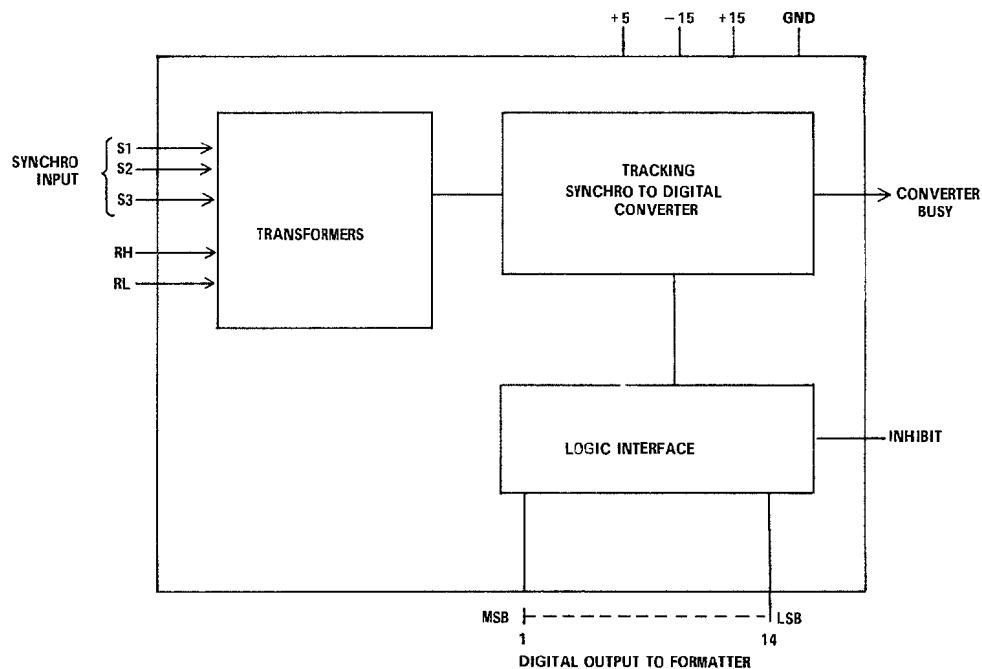 +5 −15 +15 GND
SYNCHRO
INPUT
S1
S2
S3
RH
RL
TRANSFORMERS
TRACKING
SYNCHRO TO DIGITAL
CONVERTER
CONVERTER
BUSY
LOGIC INTERFACE
INHIBIT
MSB LSB
1 14
DIGITAL OUTPUT TO FORMATTER